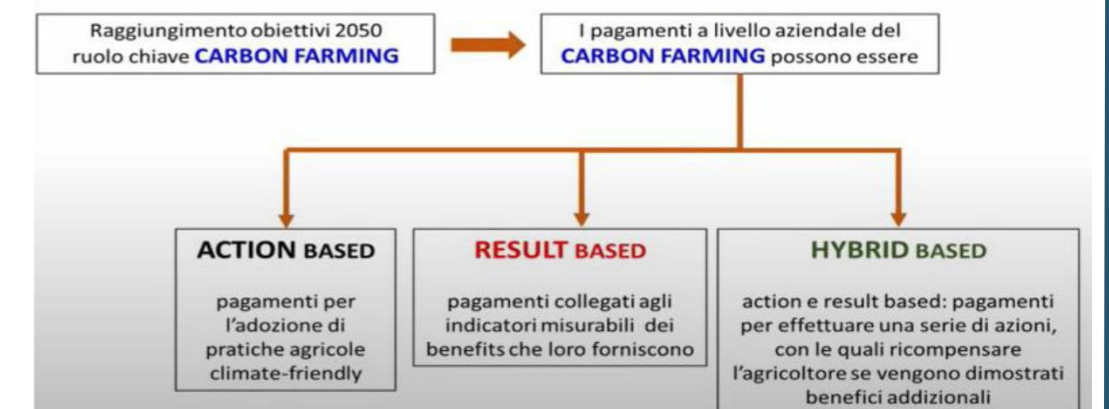 Raggiungimento obiettivi 2050
ruolo chiave CARBON FARMING
I pagamenti a livello aziendale del
CARBON FARMING possono essere
ACTION BASED
pagamenti per
l'adozione di
pratiche agricole
climate-friendly
RESULT BASED
pagamenti collegati agli
indicatori misurabili dei
benefits che loro forniscono
HYBRID BASED
action e result based: pagamenti
per effettuare una serie di azioni,
con le quali ricompensare
l'agricoltore se vengono dimostrati
benefici addizionali